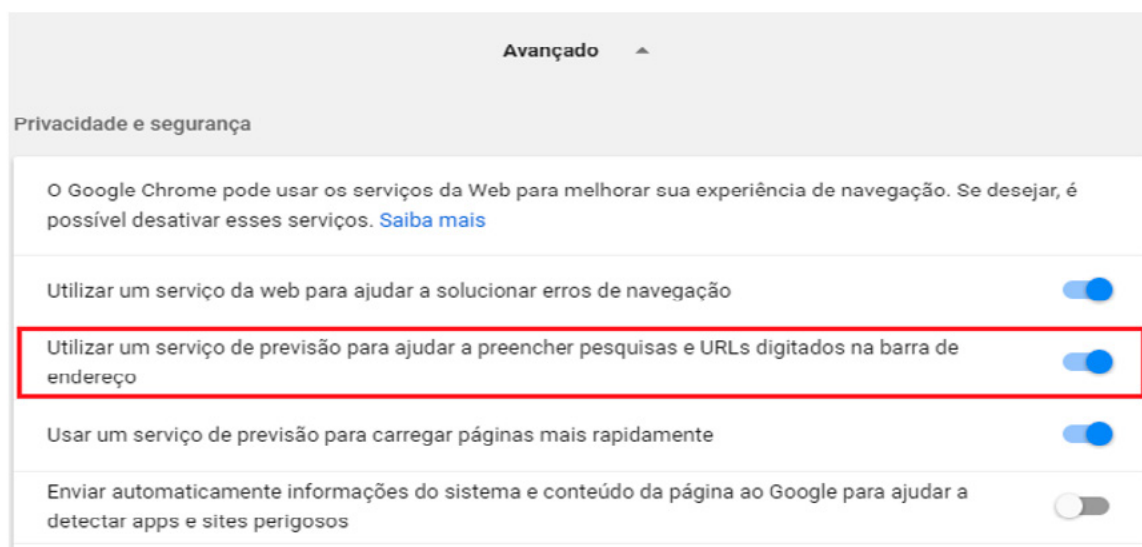 Avançado
Privacidade e segurança
O Google Chrome pode usar os serviços da Web para melhorar sua experiência de navegação. Se desejar, é
possível desativar esses serviços. Saiba mais
Utilizar um serviço da web para ajudar a solucionar erros de navegação
Utilizar um serviço de previsão para ajudar a preencher pesquisas e URLs digitados na barra de
endereço
Usar um serviço de previsão para carregar páginas mais rapidamente
Enviar automaticamente informações do sistema e conteúdo da página ao Google para ajudar a
detectar apps e sites perigosos